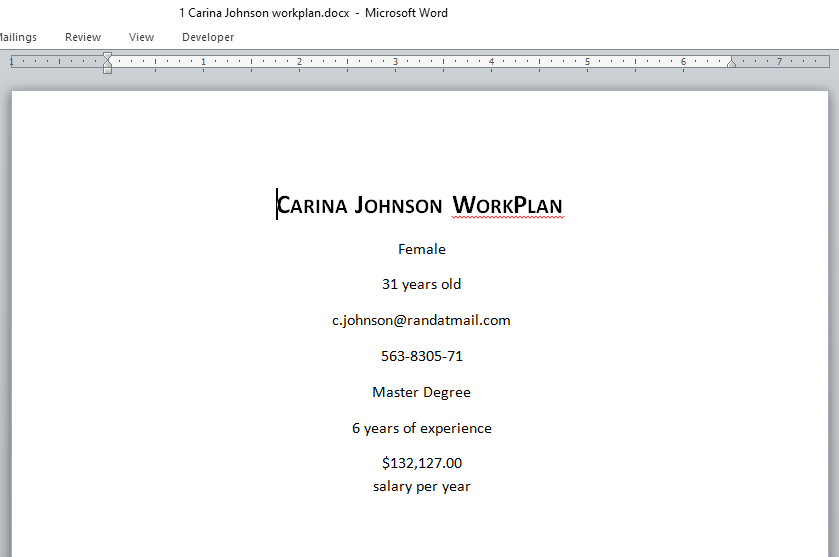 1 Carina Johnson workplan.docx - Microsoft Word
Mailings Review View Developer
1 1 2 3 4 5 6 7
Carina Johnson WorkPlan
Female
31 years old
c.johnson@randatmail.com
563-8305-71
Master Degree
6 years of experience
$132,127.00
salary per year